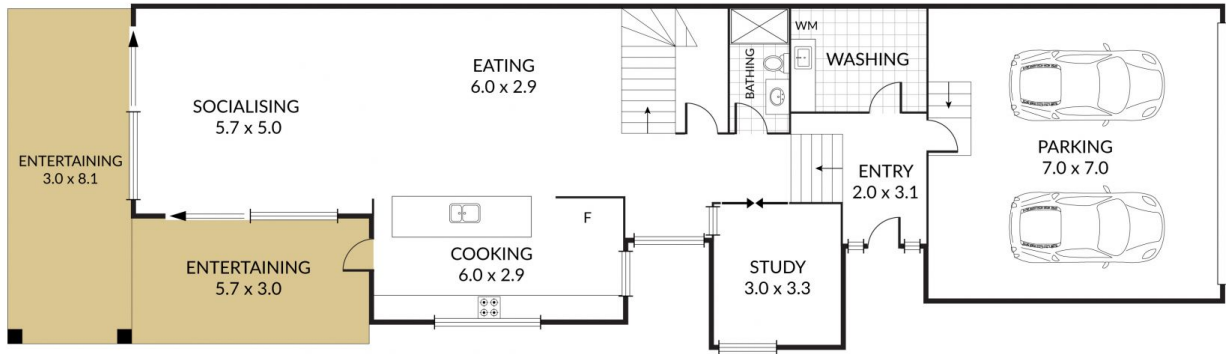 ENTERTAINING
3.0 x 8.1
SOCIALISING
5.7 x 5.0
ENTERTAINING
5.7 x 3.0
EATING
6.0 x 2.9
COOKING
6.0 x 2.9
F
BATHING
WM
WASHING
STUDY
3.0 x 3.3
ENTRY
2.0 x 3.1
PARKING
7.0 x 7.0